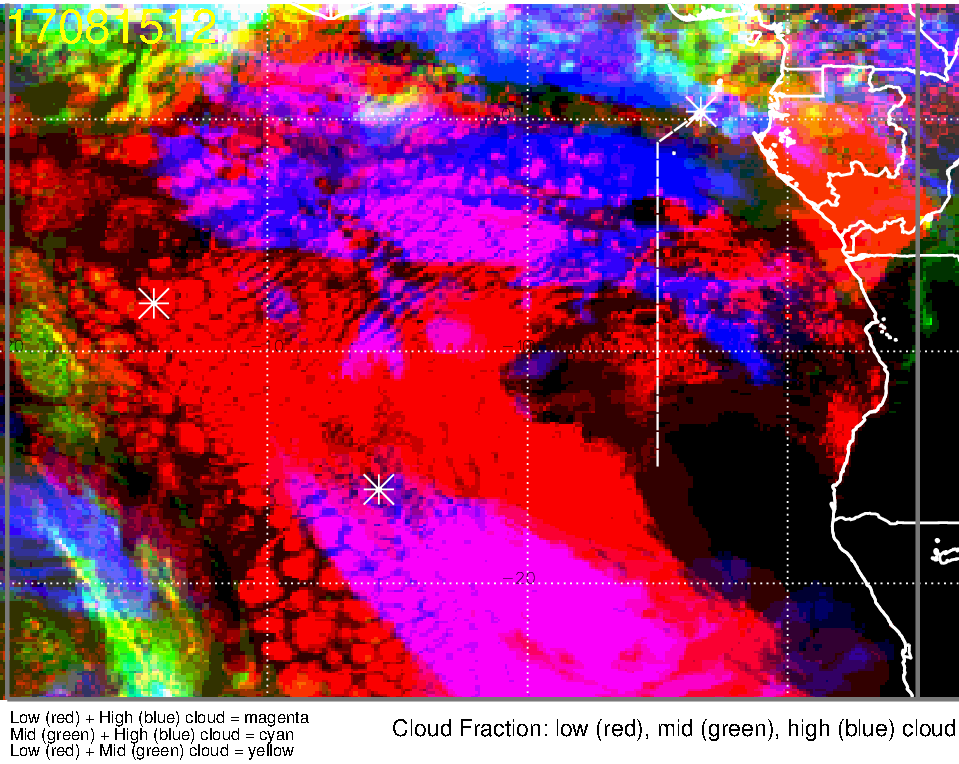 17081512
-20
Low (red) + High (blue) cloud = magenta
Mid (green) + High (blue) cloud = cyan
Low (red) + Mid (green) cloud = yellow
Cloud Fraction: low (red), mid (green), high (blue) cloud